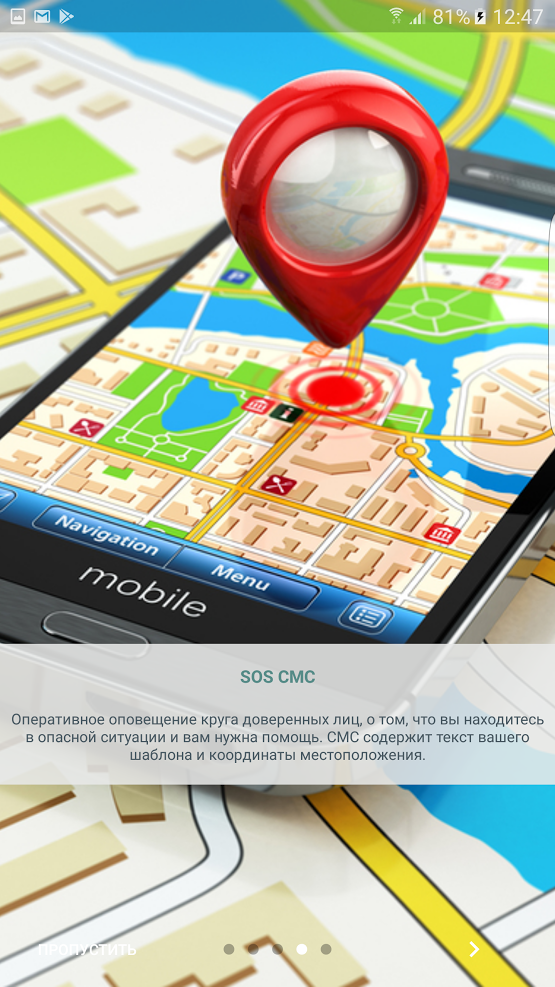 81% 12:47
P
i
Navigation
Menu
mobile
SOS СМС
Оперативное оповещение круга доверенных лиц, о том, что вы находитесь
в опасной ситуации и вам нужна помощь. СМС содержит текст вашего
шаблона и координаты местоположения.
ПРОПУСТИТЬ